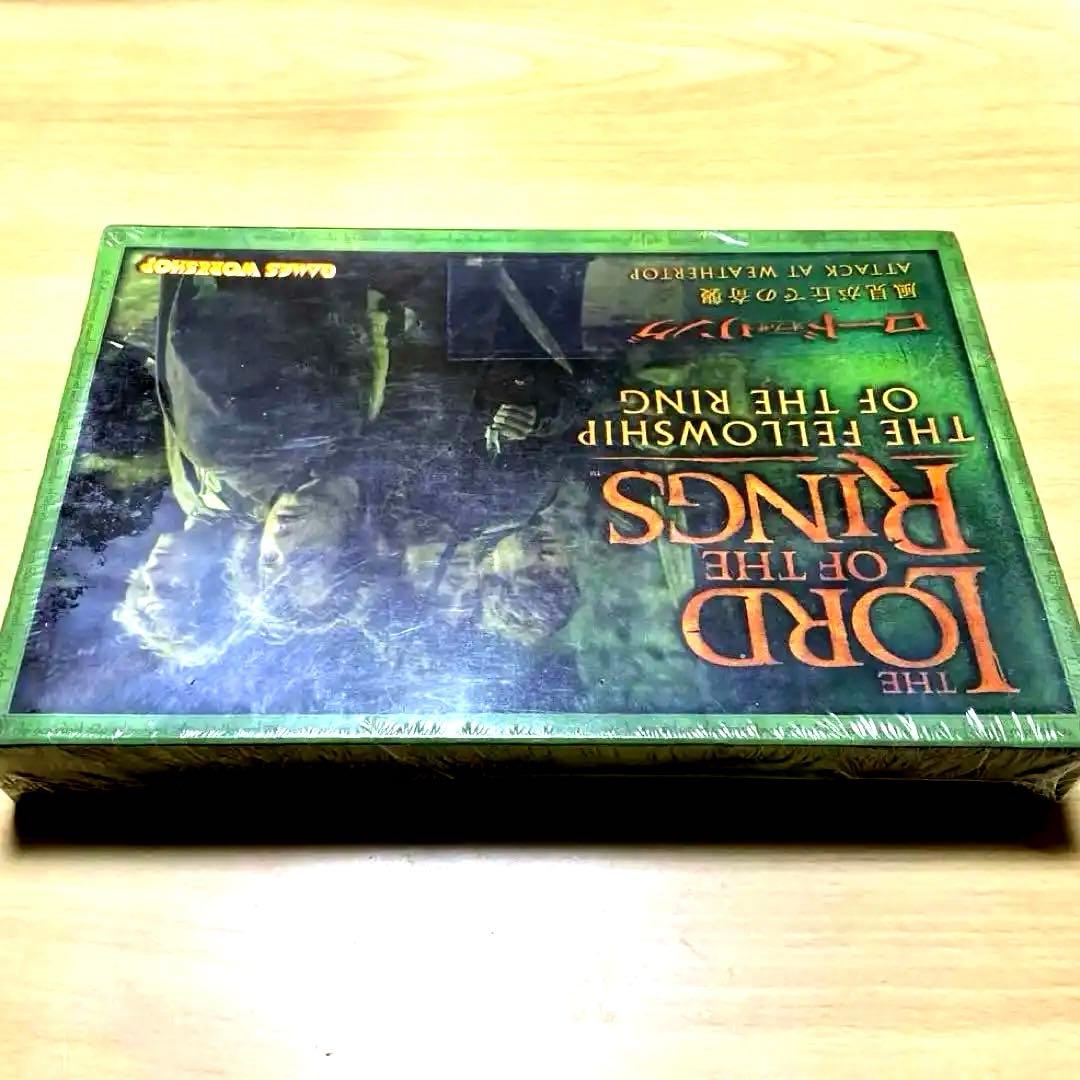 THE
LORD
OF THE
RINGS™
THE FELLOWSHIP
OF THE RING
ロード・オブ・ザ・リング
風見が丘での奇襲
ATTACK AT WEATHERTOP
GAMES WORKSHOP